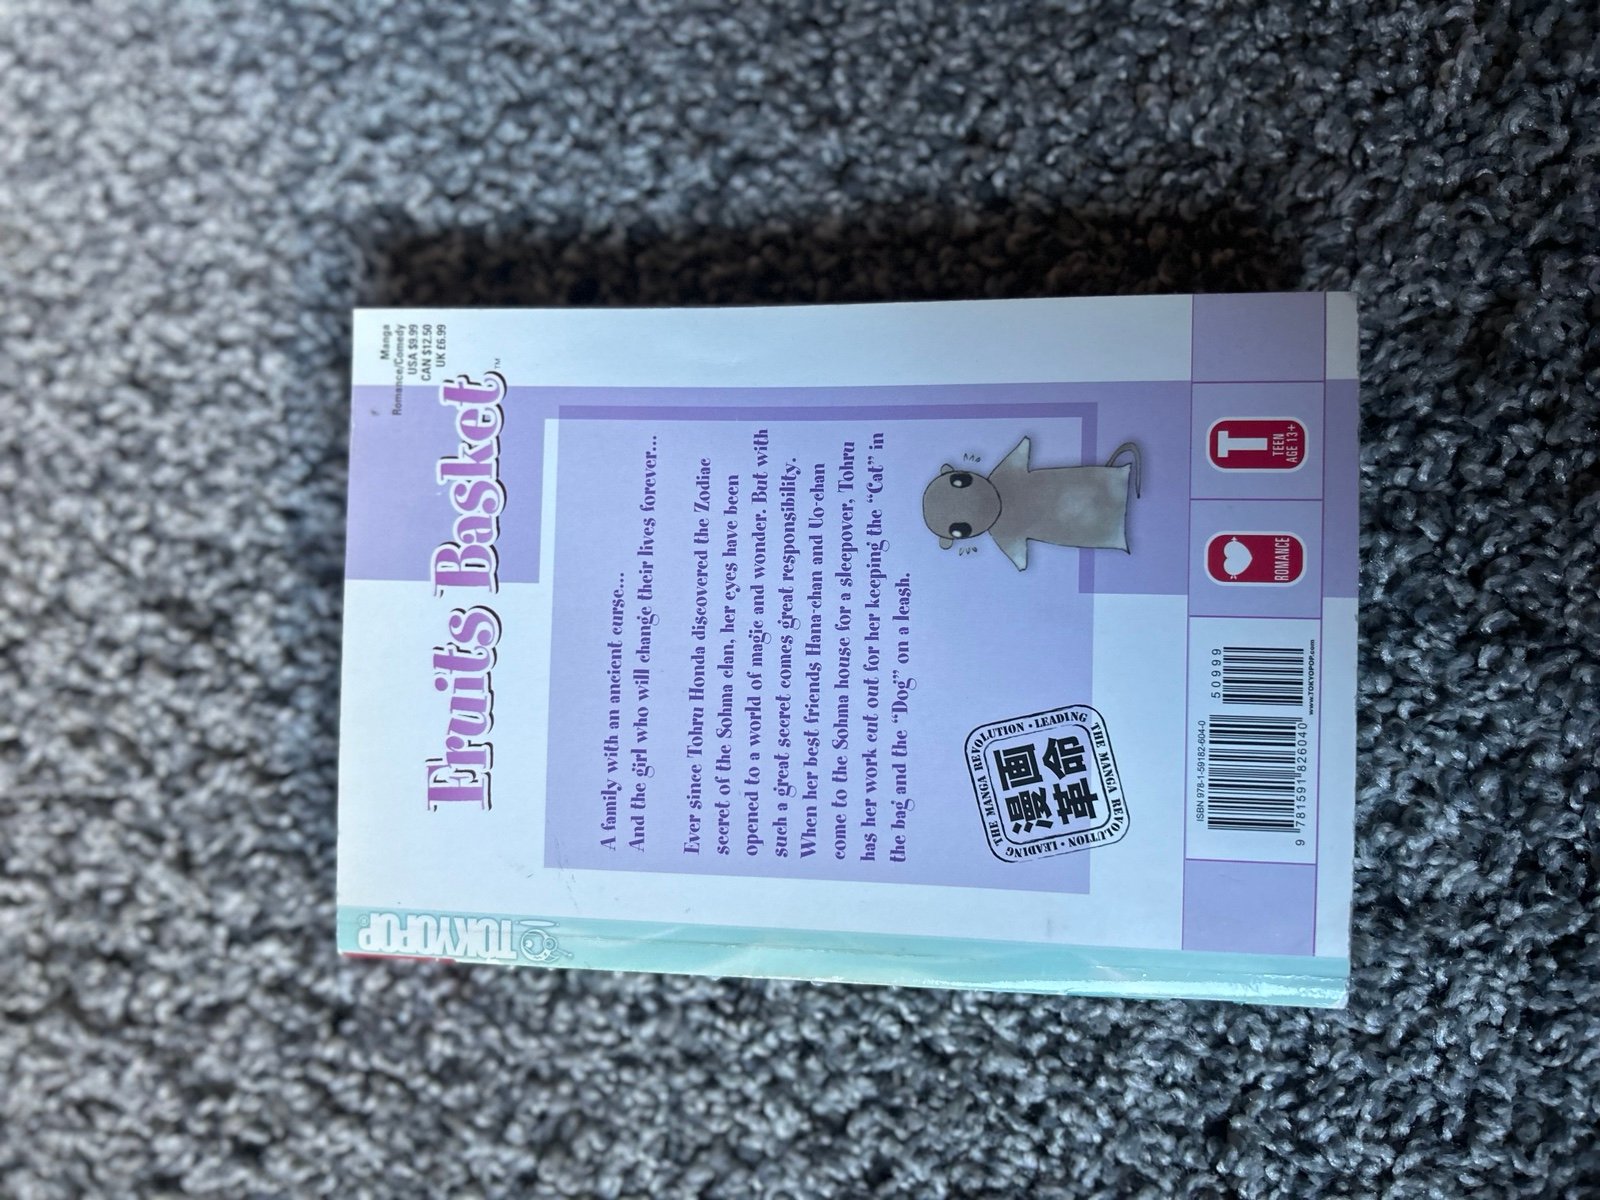 Manga
Romance/Comedy
USA $9.99
CAN $12.50
UK £6.99
Fruits Basket™
A family with an ancient curse...
And the girl who will change their lives forever...
Ever since Tohru Honda discovered the Zodiac
secret of the Sohma clan, her eyes have been
opened to a world of magic and wonder. But with
such a great secret comes great responsibility.
When her best friends Hana-chan and Uo-chan
come to the Sohma house for a sleepover, Tohru
has her work cut out for her keeping the "Cat" in
the bag and the "Dog" on a leash.
LEADING • THE MANGA REVOLUTION • LEADING THE MANGA REVOLUTION •
漫画
革命
ISBN 978-1-59182-604-0
9 781591 826040
50999
www.TOKYOPOP.com
ROMANCE
T
TEEN
AGE 13+
TOKYOPOP®